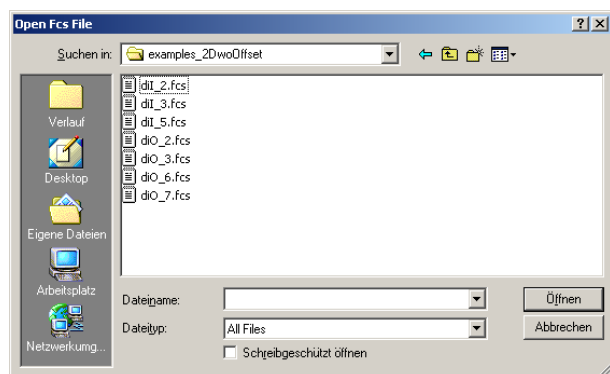 Open Fcs File
Suchen in: examples_2DwoOffset
Verlauf
Desktop
Eigene Dateien
Arbeitsplatz
Netzwerkumg...
diI_2.fcs
diI_3.fcs
diI_5.fcs
diO_2.fcs
diO_3.fcs
diO_6.fcs
diO_7.fcs
Dateiname: Öffnen
Dateityp: All Files Abbrechen
Schreibgeschützt öffnen